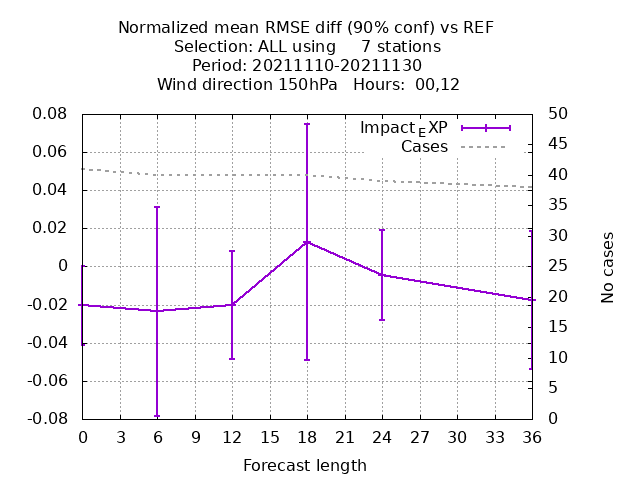 Normalized mean RMSE diff (90% conf) vs REF
Selection: ALL using     7 stations
Period: 20211110-20211130
Wind direction 150hPa   Hours:  00,12
Impact_EXP
Cases
0.08
0.06
0.04
0.02
0
-0.02
-0.04
-0.06
-0.08
50
45
40
35
30
25
20
15
10
5
0
No cases
0 3 6 9 12 15 18 21 24 27 30 33 36
Forecast length